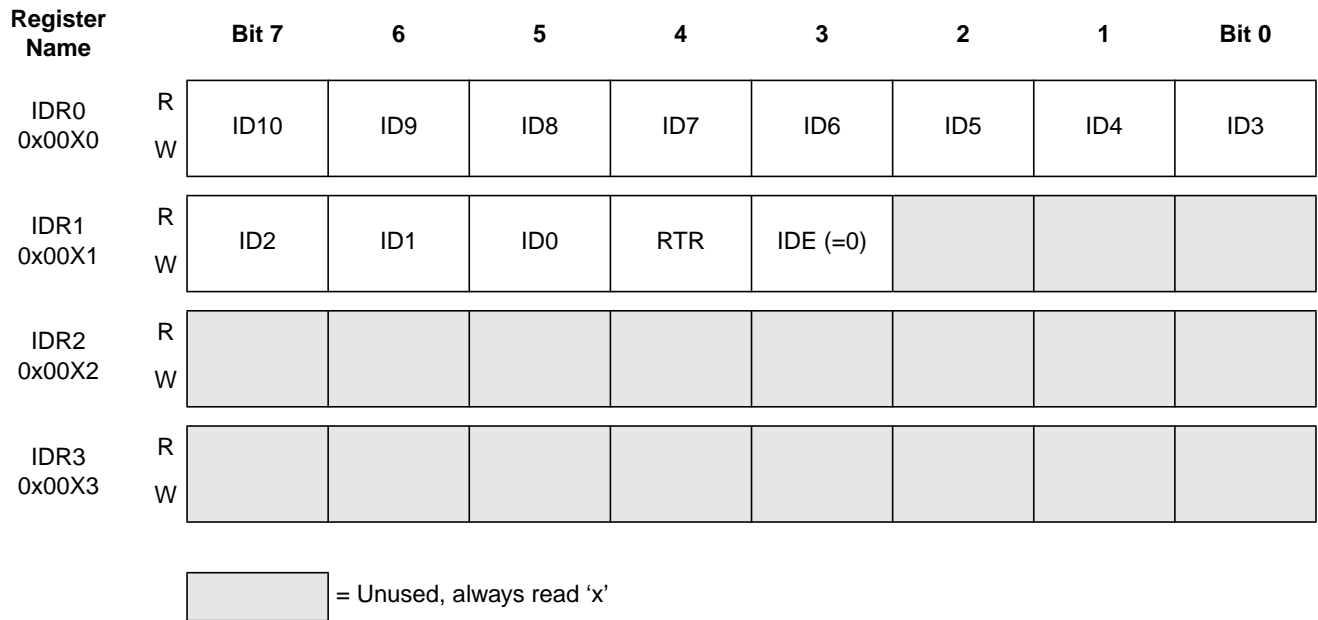 Register Name Bit 7 6 5 4 3 2 1 Bit 0
IDR0 0x00X0 R W ID10 ID9 ID8 ID7 ID6 ID5 ID4 ID3
IDR1 0x00X1 R W ID2 ID1 ID0 RTR IDE (=0)
IDR2 0x00X2 R W
IDR3 0x00X3 R W
= Unused, always read ‘x’